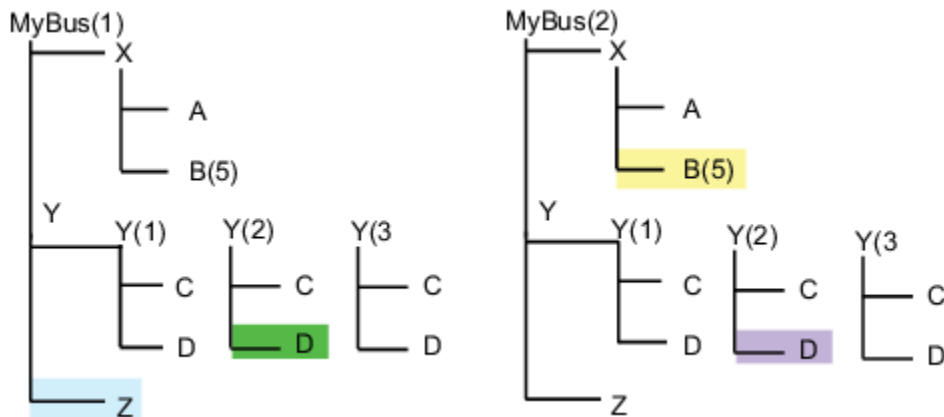 MyBus(1)
X
A
B(5)
Y
Y(1)
Y(2)
Y(3
C
C
C
D
D
D
Z
MyBus(2)
X
A
B(5)
Y
Y(1)
Y(2)
Y(3
C
C
C
D
D
D
Z